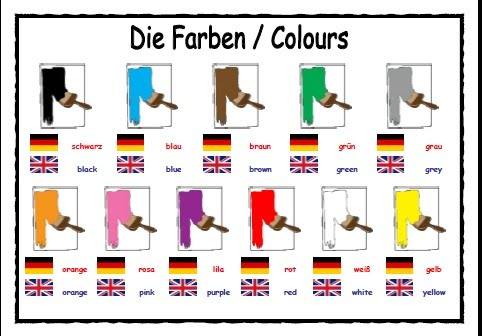 Die Farben / Colours
schwarz blau braun grün grau
black blue brown green grey
orange rosa lila rot weiß gelb
orange pink purple red white yellow